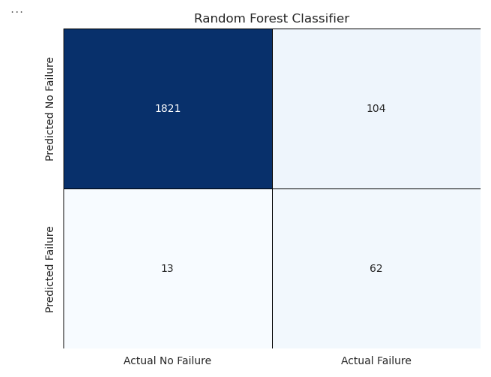 ...
Random Forest Classifier
Predicted No Failure
1821
104
Predicted Failure
13
62
Actual No Failure
Actual Failure